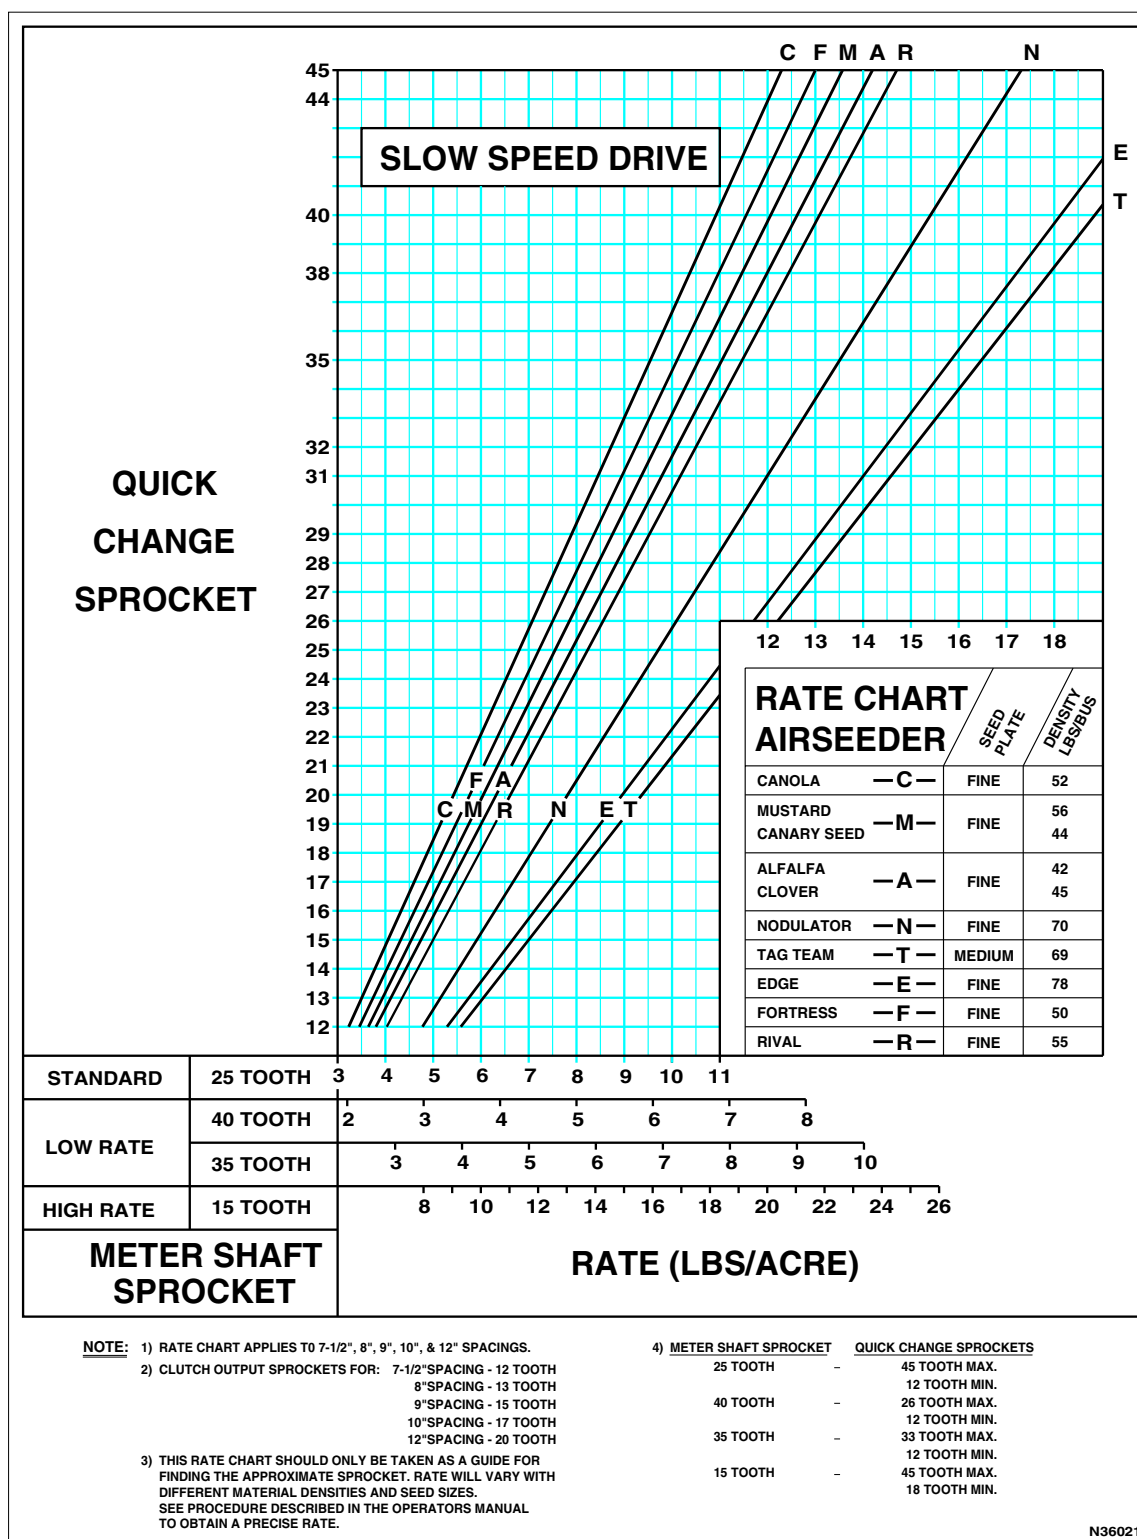 C F M A R N
45
44
SLOW SPEED DRIVE
E
T
40
38
35
32
31
29
28
27
26
25
24
23
22
21
20
19
18
17
16
15
14
13
12
QUICK
CHANGE
SPROCKET
F A
C M R N E T
12 13 14 15 16 17 18
RATE CHART
AIRSEEDER
SEED
PLATE
DENSITY
LBS/BUS
CANOLA C FINE 52
MUSTARD 56
M FINE
CANARY SEED 44
ALFALFA 42
A FINE
CLOVER 45
NODULATOR N FINE 70
TAG TEAM T MEDIUM 69
EDGE E FINE 78
FORTRESS F FINE 50
RIVAL R FINE 55
STANDARD 25 TOOTH 3 4 5 6 7 8 9 10 11
LOW RATE
40 TOOTH 2 3 4 5 6 7 8
35 TOOTH 3 4 5 6 7 8 9 10
HIGH RATE 15 TOOTH 8 10 12 14 16 18 20 22 24 26
METER SHAFT
SPROCKET
RATE (LBS/ACRE)
NOTE: 1) RATE CHART APPLIES T0 7-1/2", 8", 9", 10", & 12" SPACINGS.
2) CLUTCH OUTPUT SPROCKETS FOR: 7-1/2"SPACING - 12 TOOTH
8"SPACING - 13 TOOTH
9"SPACING - 15 TOOTH
10"SPACING - 17 TOOTH
12"SPACING - 20 TOOTH
3) THIS RATE CHART SHOULD ONLY BE TAKEN AS A GUIDE FOR
FINDING THE APPROXIMATE SPROCKET. RATE WILL VARY WITH
DIFFERENT MATERIAL DENSITIES AND SEED SIZES.
SEE PROCEDURE DESCRIBED IN THE OPERATORS MANUAL
TO OBTAIN A PRECISE RATE.
4) METER SHAFT SPROCKET QUICK CHANGE SPROCKETS
25 TOOTH – 45 TOOTH MAX.
12 TOOTH MIN.
40 TOOTH – 26 TOOTH MAX.
12 TOOTH MIN.
35 TOOTH – 33 TOOTH MAX.
12 TOOTH MIN.
15 TOOTH – 45 TOOTH MAX.
18 TOOTH MIN.
N36021